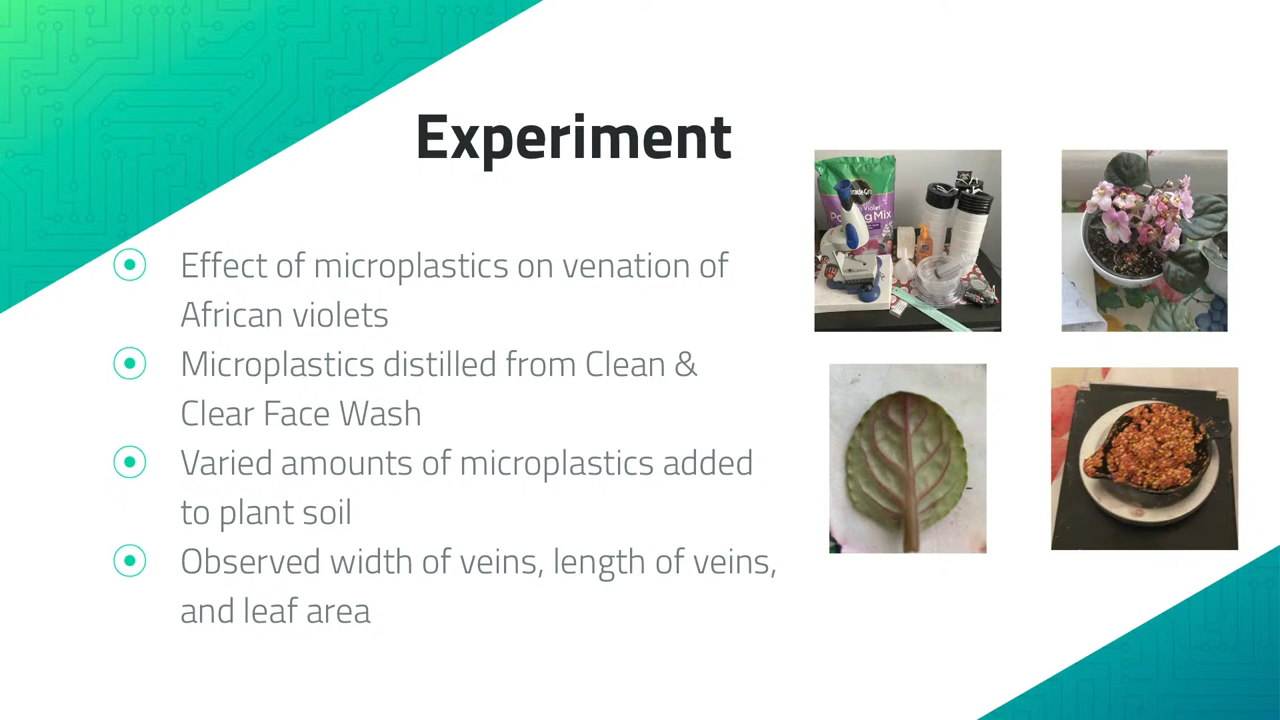 Experiment
Effect of microplastics on venation of
African violets
Microplastics distilled from Clean &
Clear Face Wash
Varied amounts of microplastics added
to plant soil
Observed width of veins, length of veins,
and leaf area